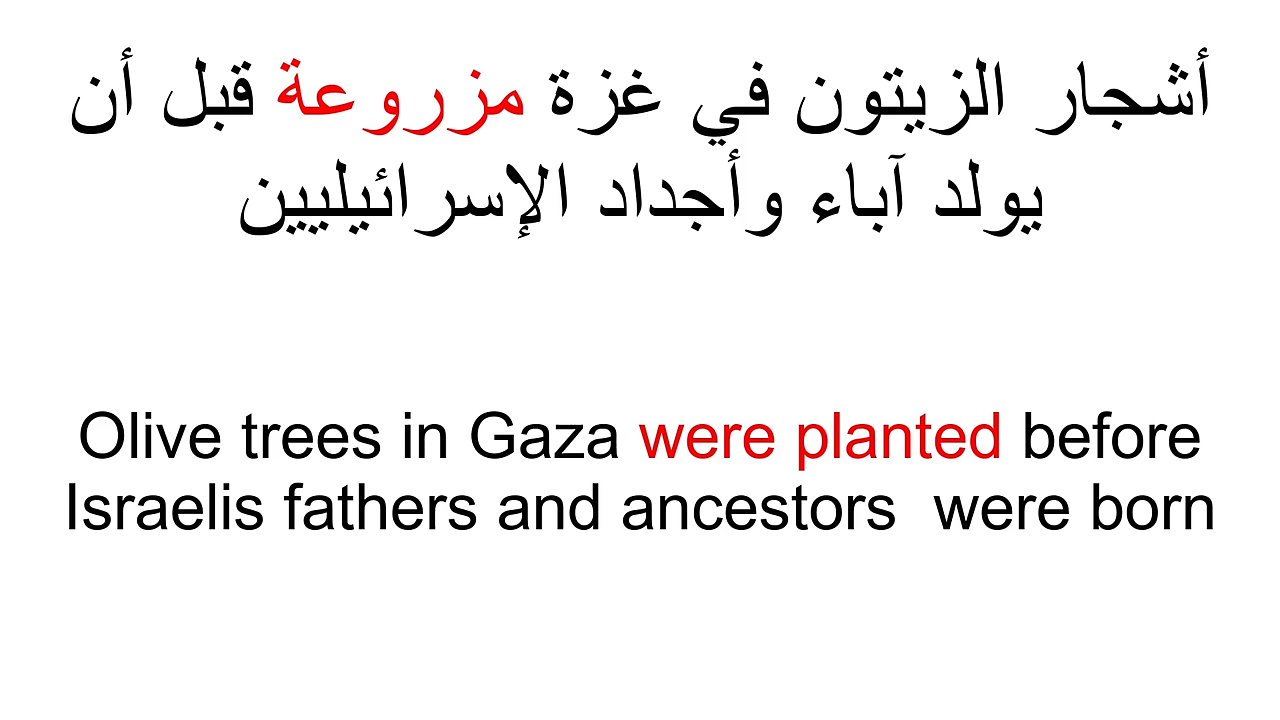 أشجار الزيتون في غزة مزروعة قبل أن
يولد آباء وأجداد الإسرائيليين
Olive trees in Gaza were planted before
Israelis fathers and ancestors  were born